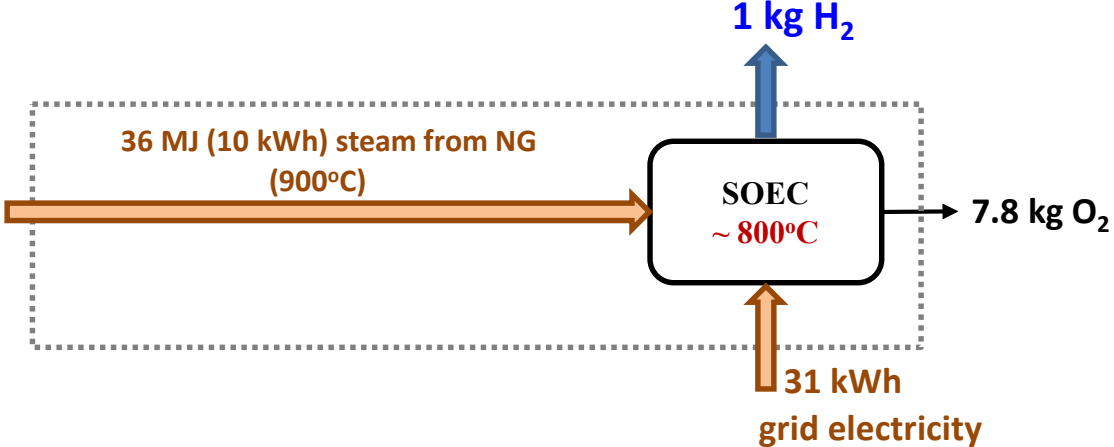 1 kg H₂
36 MJ (10 kWh) steam from NG
(900°C)
SOEC
~ 800°C
7.8 kg O₂
31 kWh
grid electricity